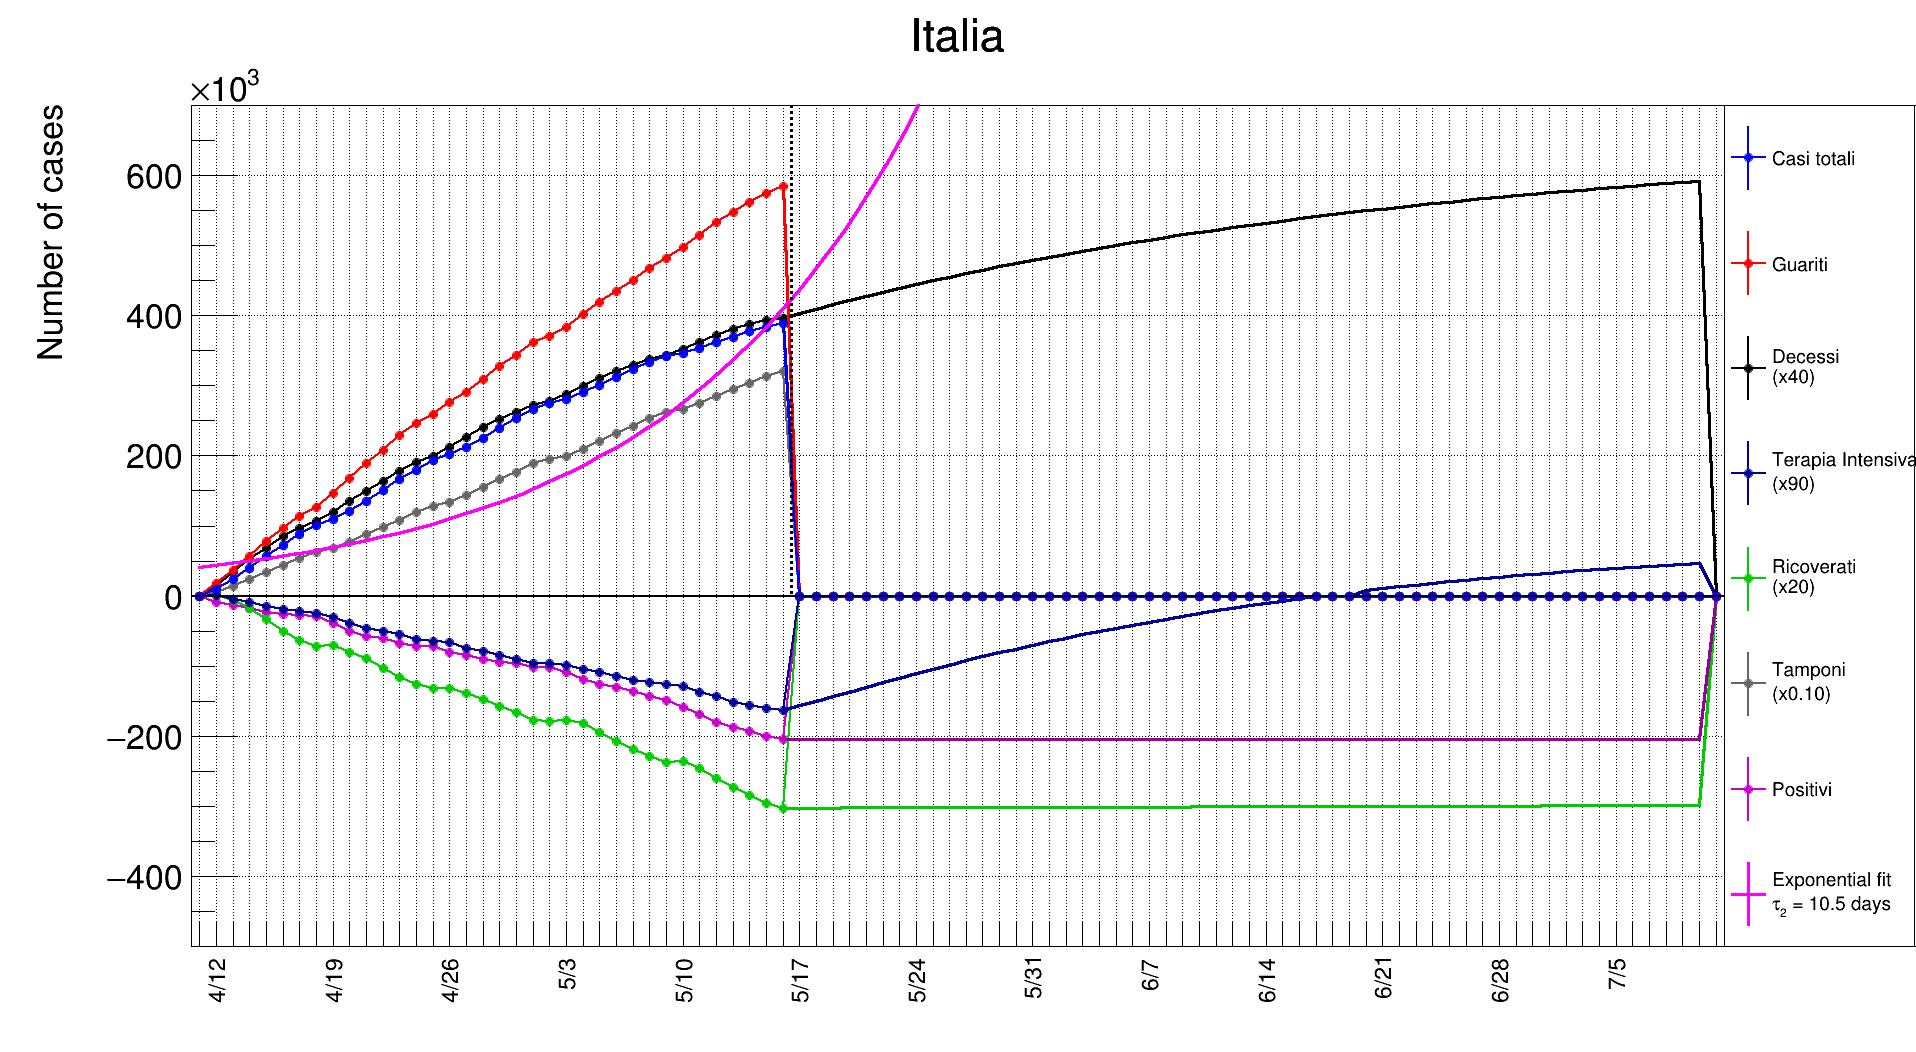 Italia
×10³
Number of cases
600
400
200
0
−200
−400
4/12
4/19
4/26
5/3
5/10
5/17
5/24
5/31
6/7
6/14
6/21
6/28
7/5
Casi totali
Guariti
Decessi
(x40)
Terapia Intensiva
(x90)
Ricoverati
(x20)
Tamponi
(x0.10)
Positivi
Exponential fit
τ₂ = 10.5 days